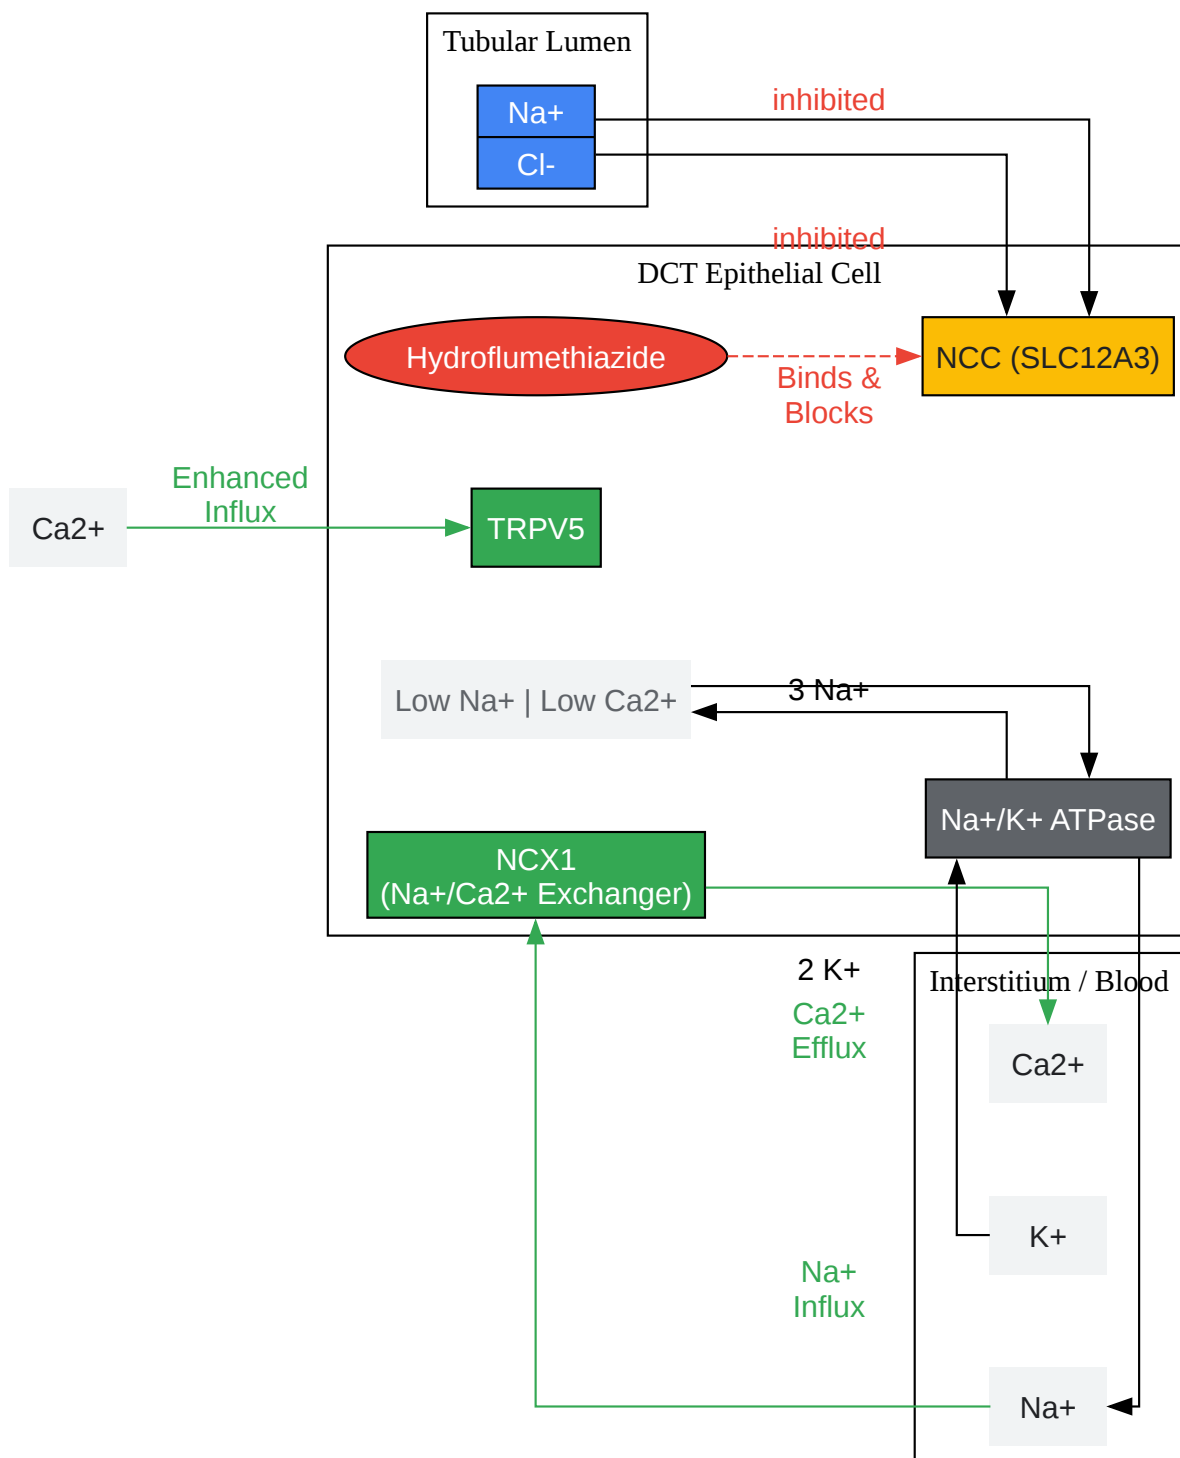 Tubular Lumen
Na+
inhibited
Cl-
inhibited
DCT Epithelial Cell
Hydroflumethiazide
NCC (SLC12A3)
Binds &
Blocks
Enhanced
Influx
Ca2+
TRPV5
Low Na+ | Low Ca2+
3 Na+
Na+/K+ ATPase
NCX1
(Na+/Ca2+ Exchanger)
2 K+
Interstitium / Blood
Ca2+
Efflux
Ca2+
K+
Na+
Influx
Na+